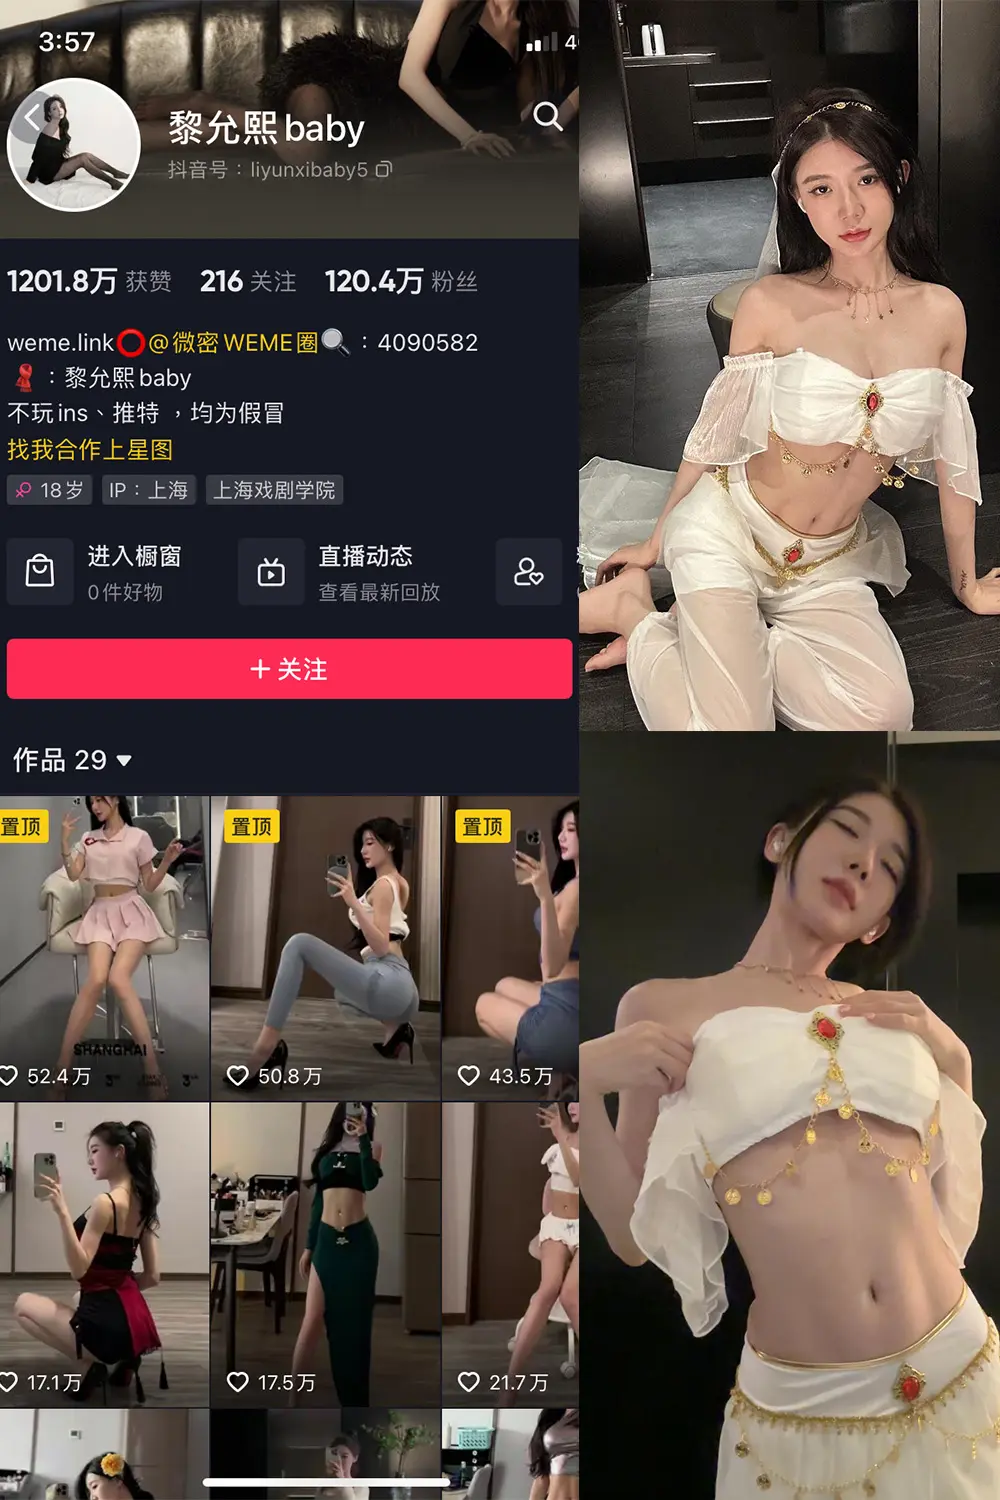 3:57
黎允熙baby
抖音号：liyunxibaby5
1201.8万 获赞 216 关注 120.4万 粉丝
weme.link⭕@微密WEME圈🔍：4090582
：黎允熙baby
不玩ins、推特，均为假冒
找我合作上星图
♀ 18岁 IP：上海 上海戏剧学院
进入橱窗 直播动态
0件好物 查看最新回放
+ 关注
作品 29
置顶 置顶 置顶
SHANGHAI
52.4万 50.8万 43.5万
17.1万 17.5万 21.7万